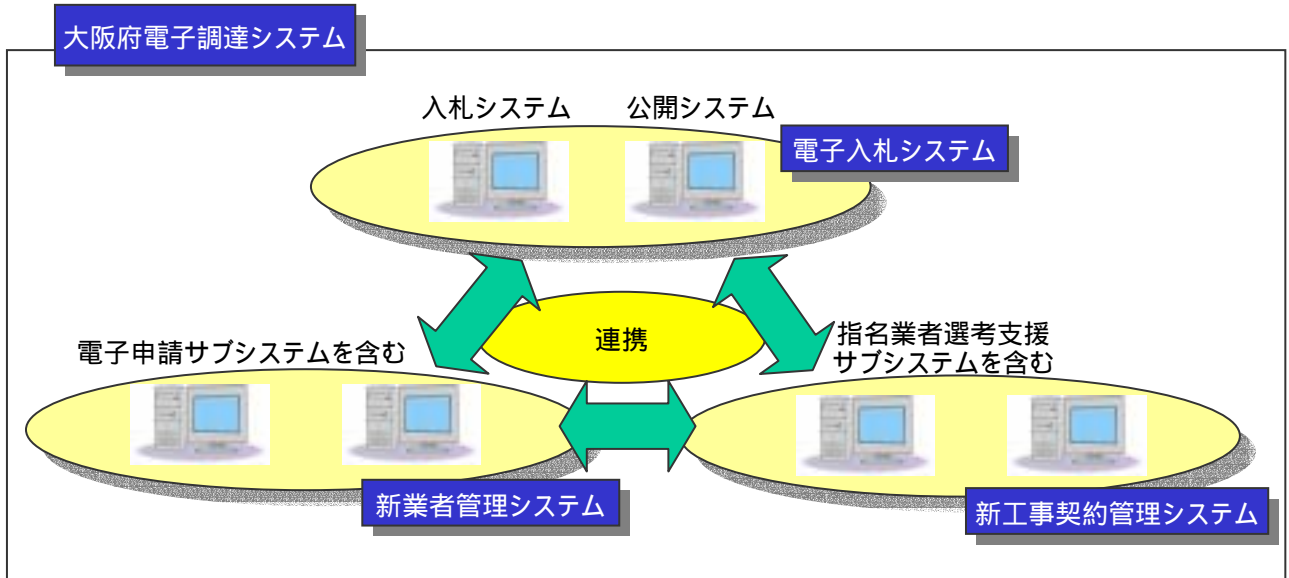 大阪府電子調達システム
入札システム
公開システム
電子入札システム
連携
電子申請サブシステムを含む
指名業者選考支援
サブシステムを含む
新業者管理システム
新工事契約管理システム